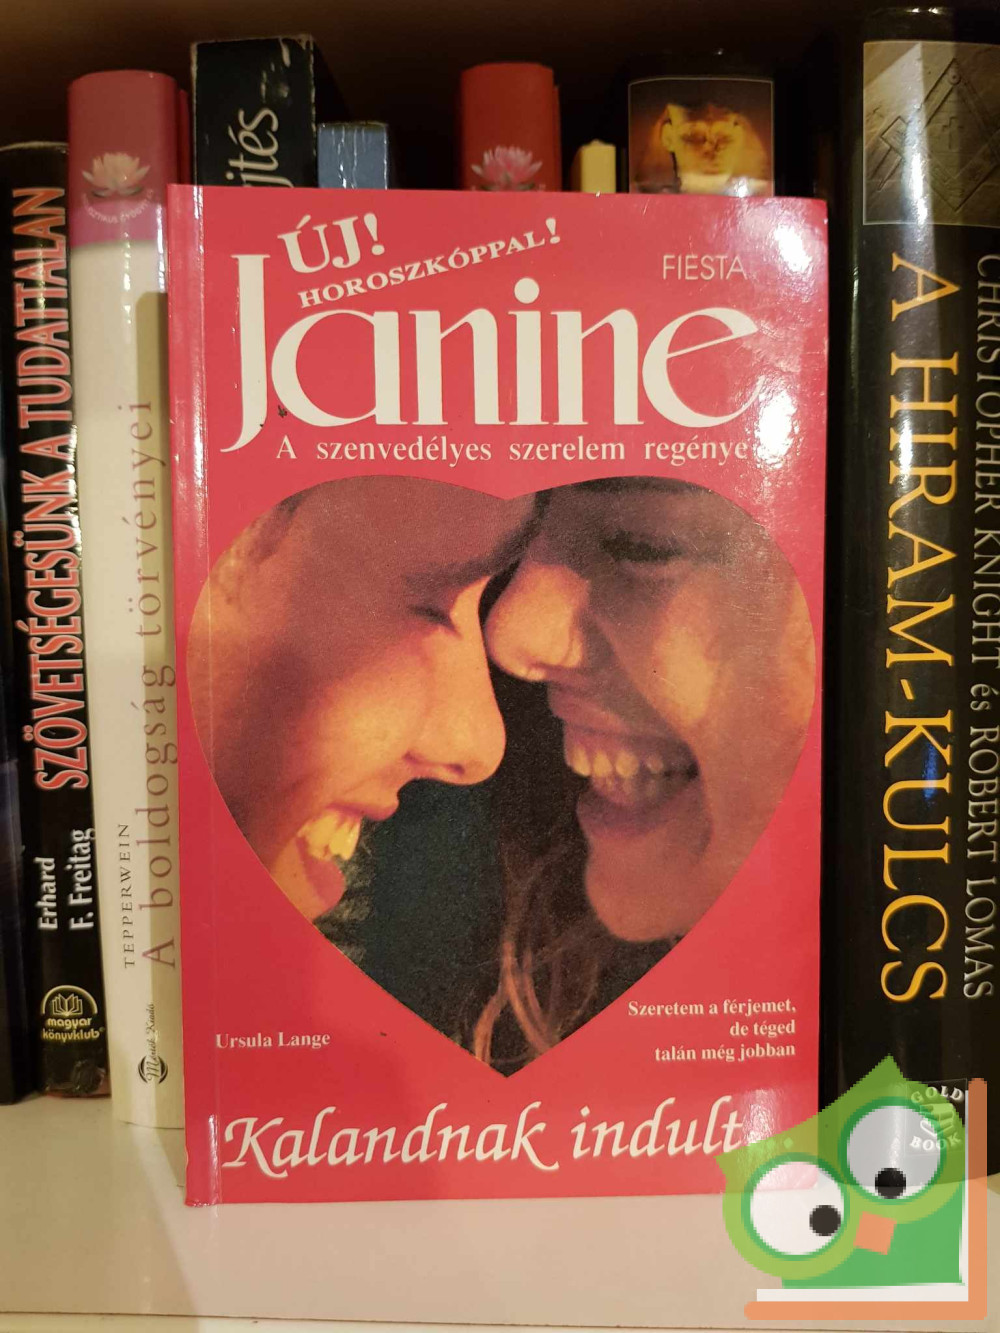 ÚJ!
HOROSZKÓPPAL!
FIESTA
Janine
A szenvedélyes szerelem regénye
Ursula Lange
Szeretem a férjemet,
de téged
talán még jobban
Kalandnak indult
Erhard
F. Freitag
SZÖVETSÉGESÜNK A TUDATTALAN
magyar
könyvklub
TEPPERWEIN
A boldogság törvényei
CHRISTOPHER KNIGHT és ROBERT LOMAS
A HIRAM-KULCS
GOLD
BOOK